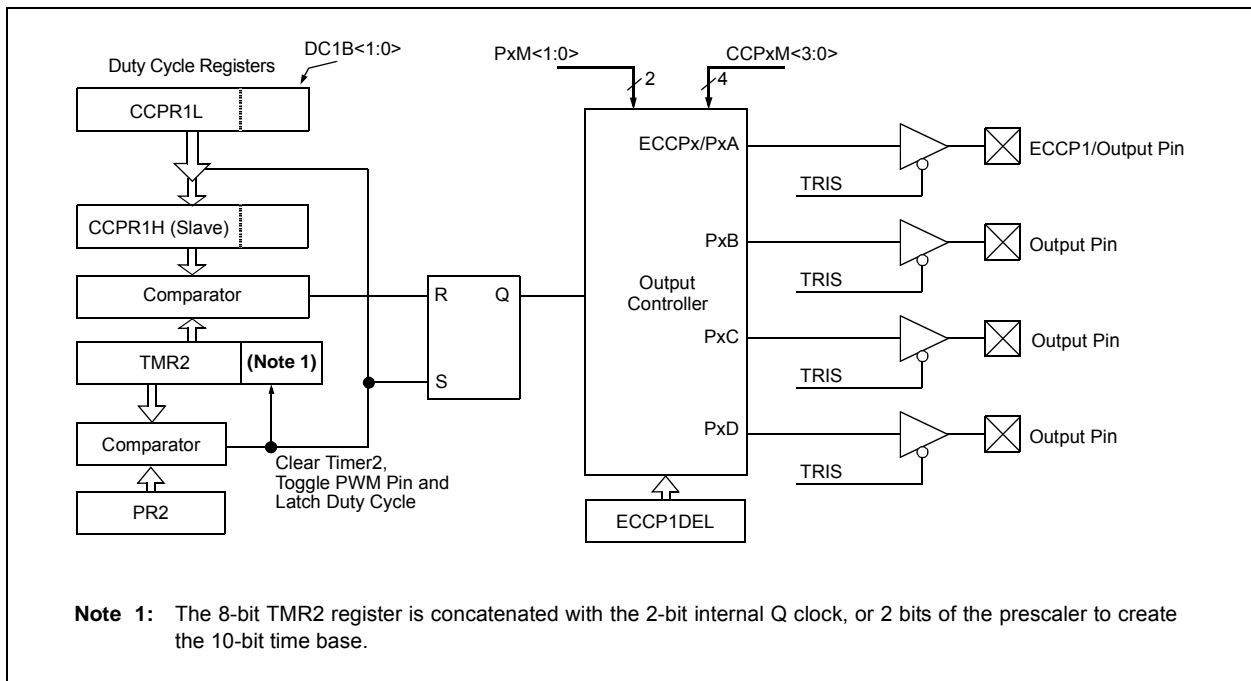 DC1B<1:0>
Duty Cycle Registers
CCPR1L
CCPR1H (Slave)
Comparator
TMR2
(Note 1)
Comparator
PR2
Clear Timer2,
Toggle PWM Pin and
Latch Duty Cycle
R
Q
S
PxM<1:0>
2
CCPxM<3:0>
4
Output
Controller
ECCPx/PxA
PxB
PxC
PxD
ECCP1DEL
TRIS
ECCP1/Output Pin
TRIS
Output Pin
TRIS
Output Pin
TRIS
Output Pin
Note 1: The 8-bit TMR2 register is concatenated with the 2-bit internal Q clock, or 2 bits of the prescaler to create
the 10-bit time base.